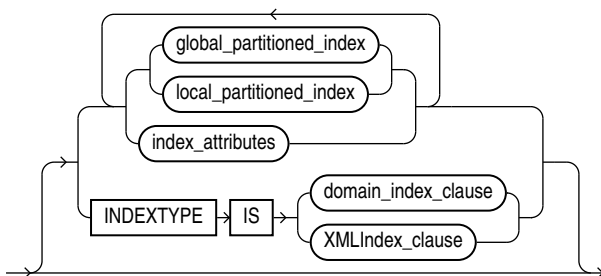 global_partitioned_index
local_partitioned_index
index_attributes
INDEXTYPE IS domain_index_clause
XMLIndex_clause